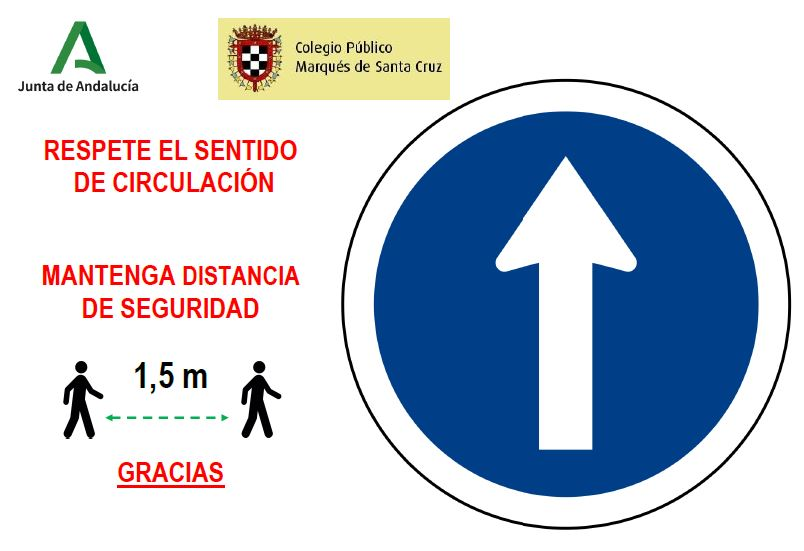 Junta de Andalucía
Colegio Público
Marqués de Santa Cruz
RESPETE EL SENTIDO
DE CIRCULACIÓN
MANTENGA DISTANCIA
DE SEGURIDAD
1,5 m
GRACIAS